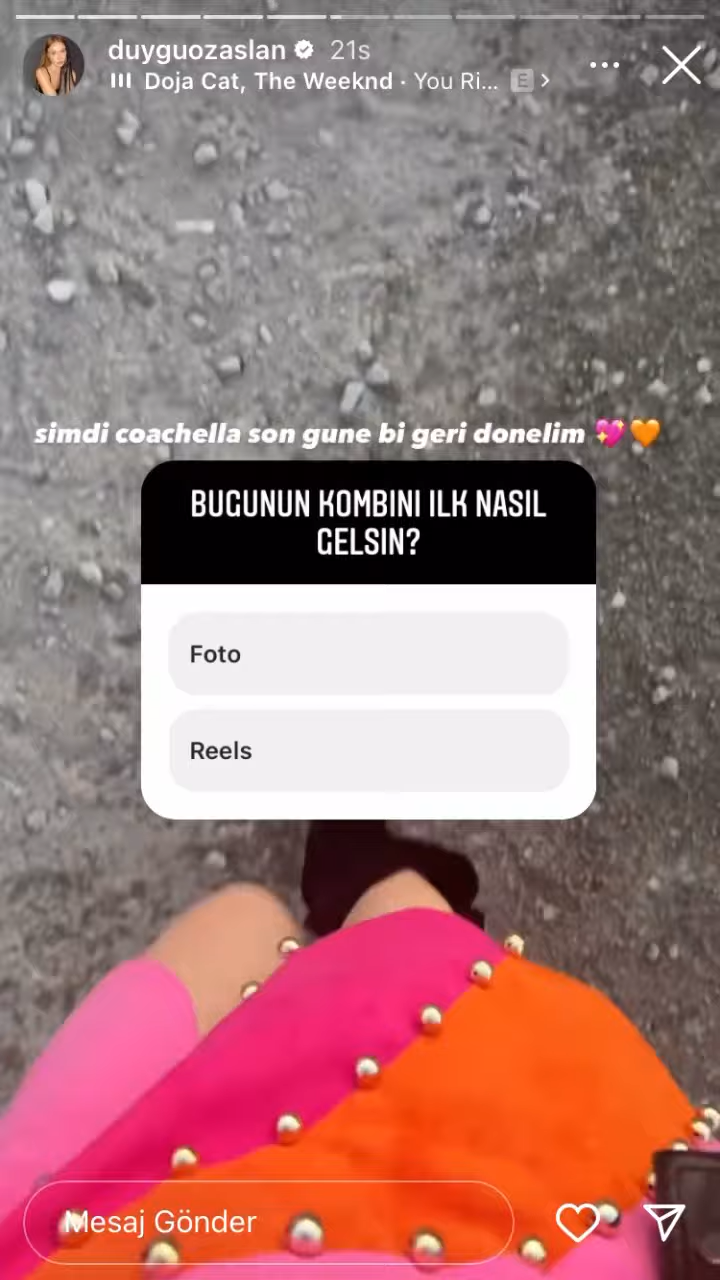 duyguozaslan 21s
Doja Cat, The Weeknd · You Ri... E
simdi coachella son gune bi geri donelim 💖🧡
BUGUNUN KOMBINI ILK NASIL
GELSIN?
Foto
Reels
Mesaj Gönder